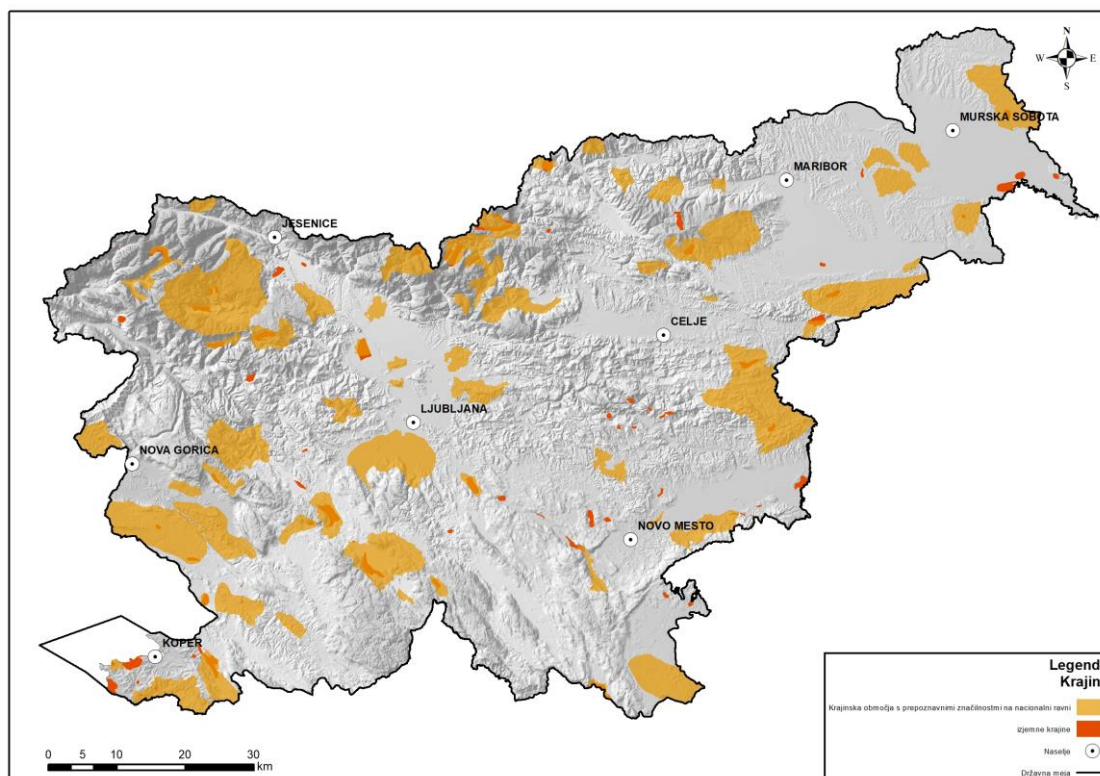 N
W E
S
MURSKA SOBOTA
MARIBOR
JESENICE
CELJE
LJUBLJANA
NOVA GORICA
NOVO MESTO
KOPER
Legend
Krajin
Krajinska območja s prepoznavnimi značilnostmi na nacionalni ravni
izjemne krajine
Naselje
Državna meja
0 5 10 20 30
km